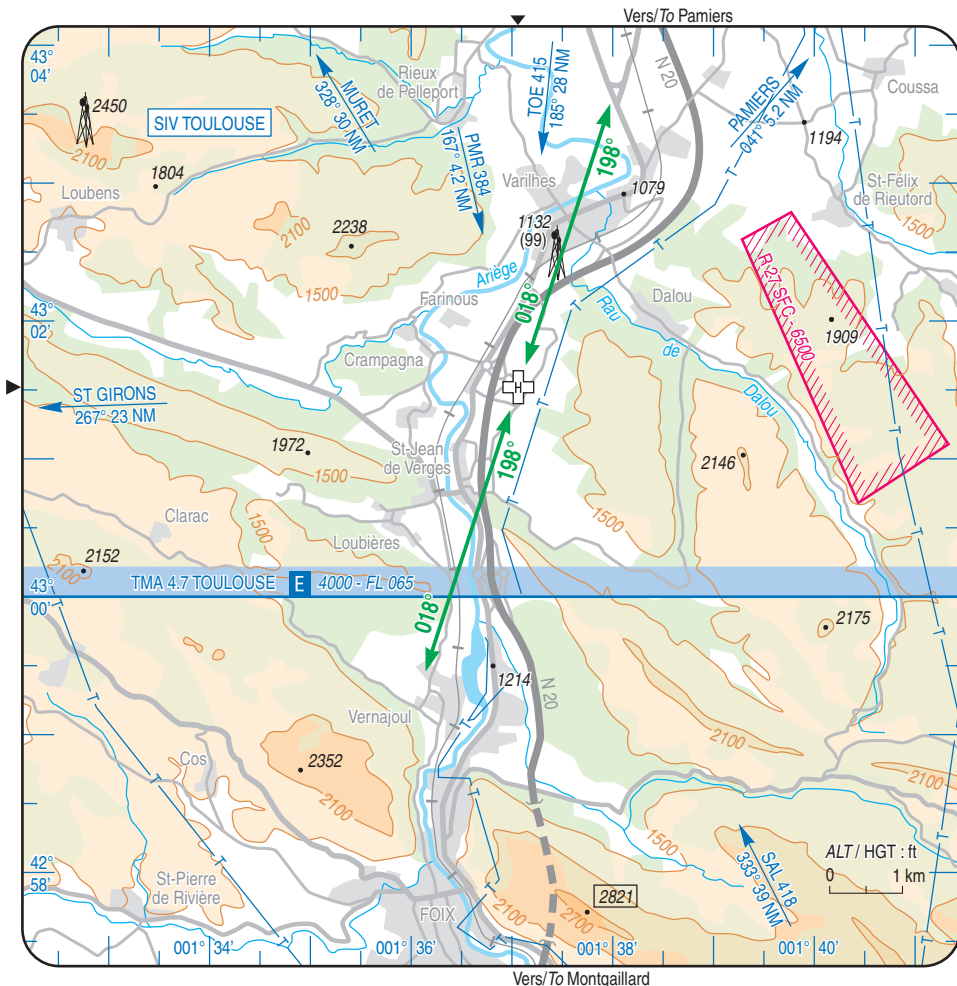 Vers/To Pamiers
43°
04'
2450
SIV TOULOUSE
2100
1804
Loubens
MURET
328° 30 NM
Rieux
de Pelleport
PMR 384
167° 4.2 NM
TOE 415
185° 28 NM
N 20
198°
Varilhes
1079
1132
(99)
PAMIERS
041° 5.2 NM
Coussa
1194
St-Félix
de Rieutord
1500
2100
2238
1500
Ariège
Farinous
018°
Rau
de
Dalou
Dalou
R 27 SFC - 6500
1909
43°
02'
Crampagna
H
ST GIRONS
267° 23 NM
1972
1500
St-Jean
de Verges
198°
2146
1500
Clarac
1500
Loubières
2152
2100
TMA 4.7 TOULOUSE E 4000 - FL 065
43°
00'
018°
2175
1214
N 20
Vernajoul
2100
Cos
2352
2100
2100
1500
SAL 418
333° 39 NM
ALT / HGT : ft
0 1 km
42°
58'
St-Pierre
de Rivière
FOIX
2100
2700
2821
001° 34'
001° 36'
001° 38'
001° 40'
Vers/To Montgaillard
T
T
T
T
T
T
T
T
T
T
T
T
T